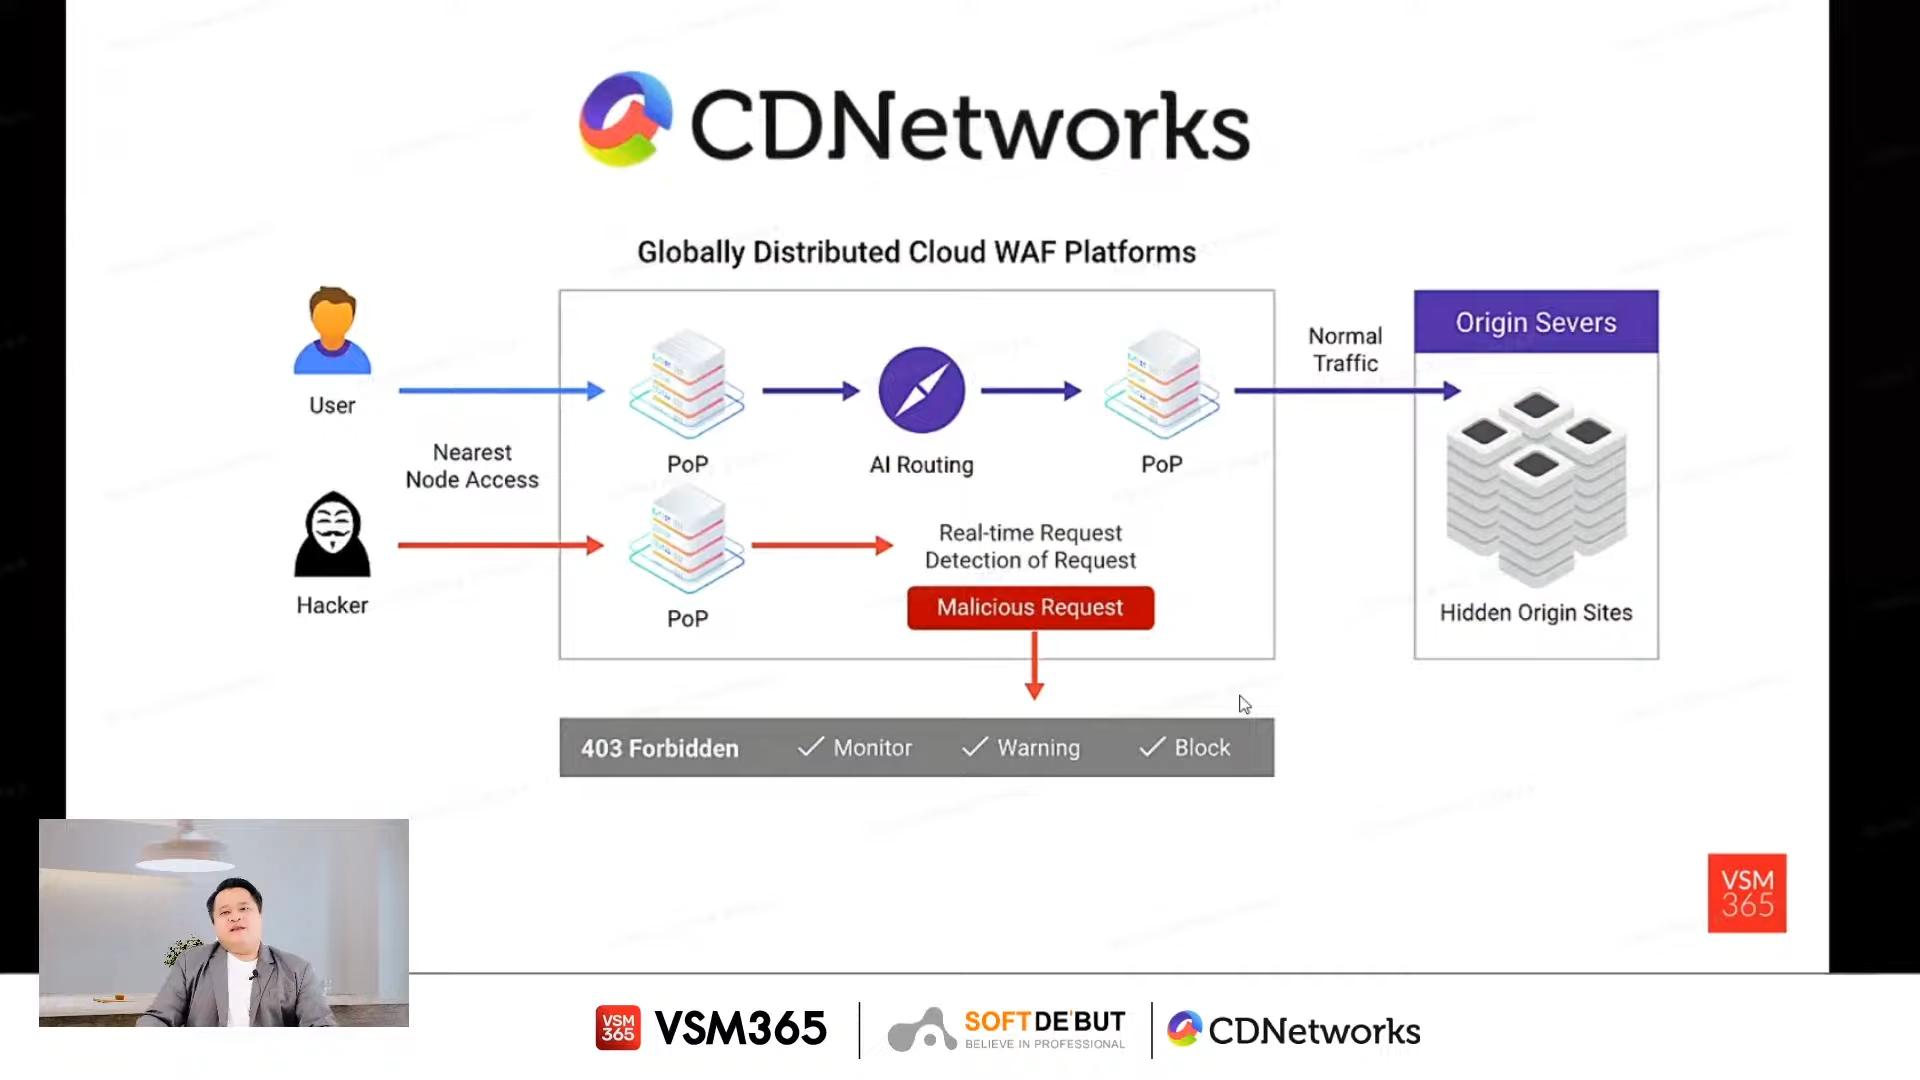 CDNetworks
Globally Distributed Cloud WAF Platforms
User
Nearest
Node Access
Hacker
PoP
AI Routing
PoP
PoP
Real-time Request
Detection of Request
Malicious Request
Normal
Traffic
Origin Severs
Hidden Origin Sites
403 Forbidden
Monitor
Warning
Block
VSM
365
VSM
365
VSM365
SOFTDE'BUT
BELIEVE IN PROFESSIONAL
CDNetworks